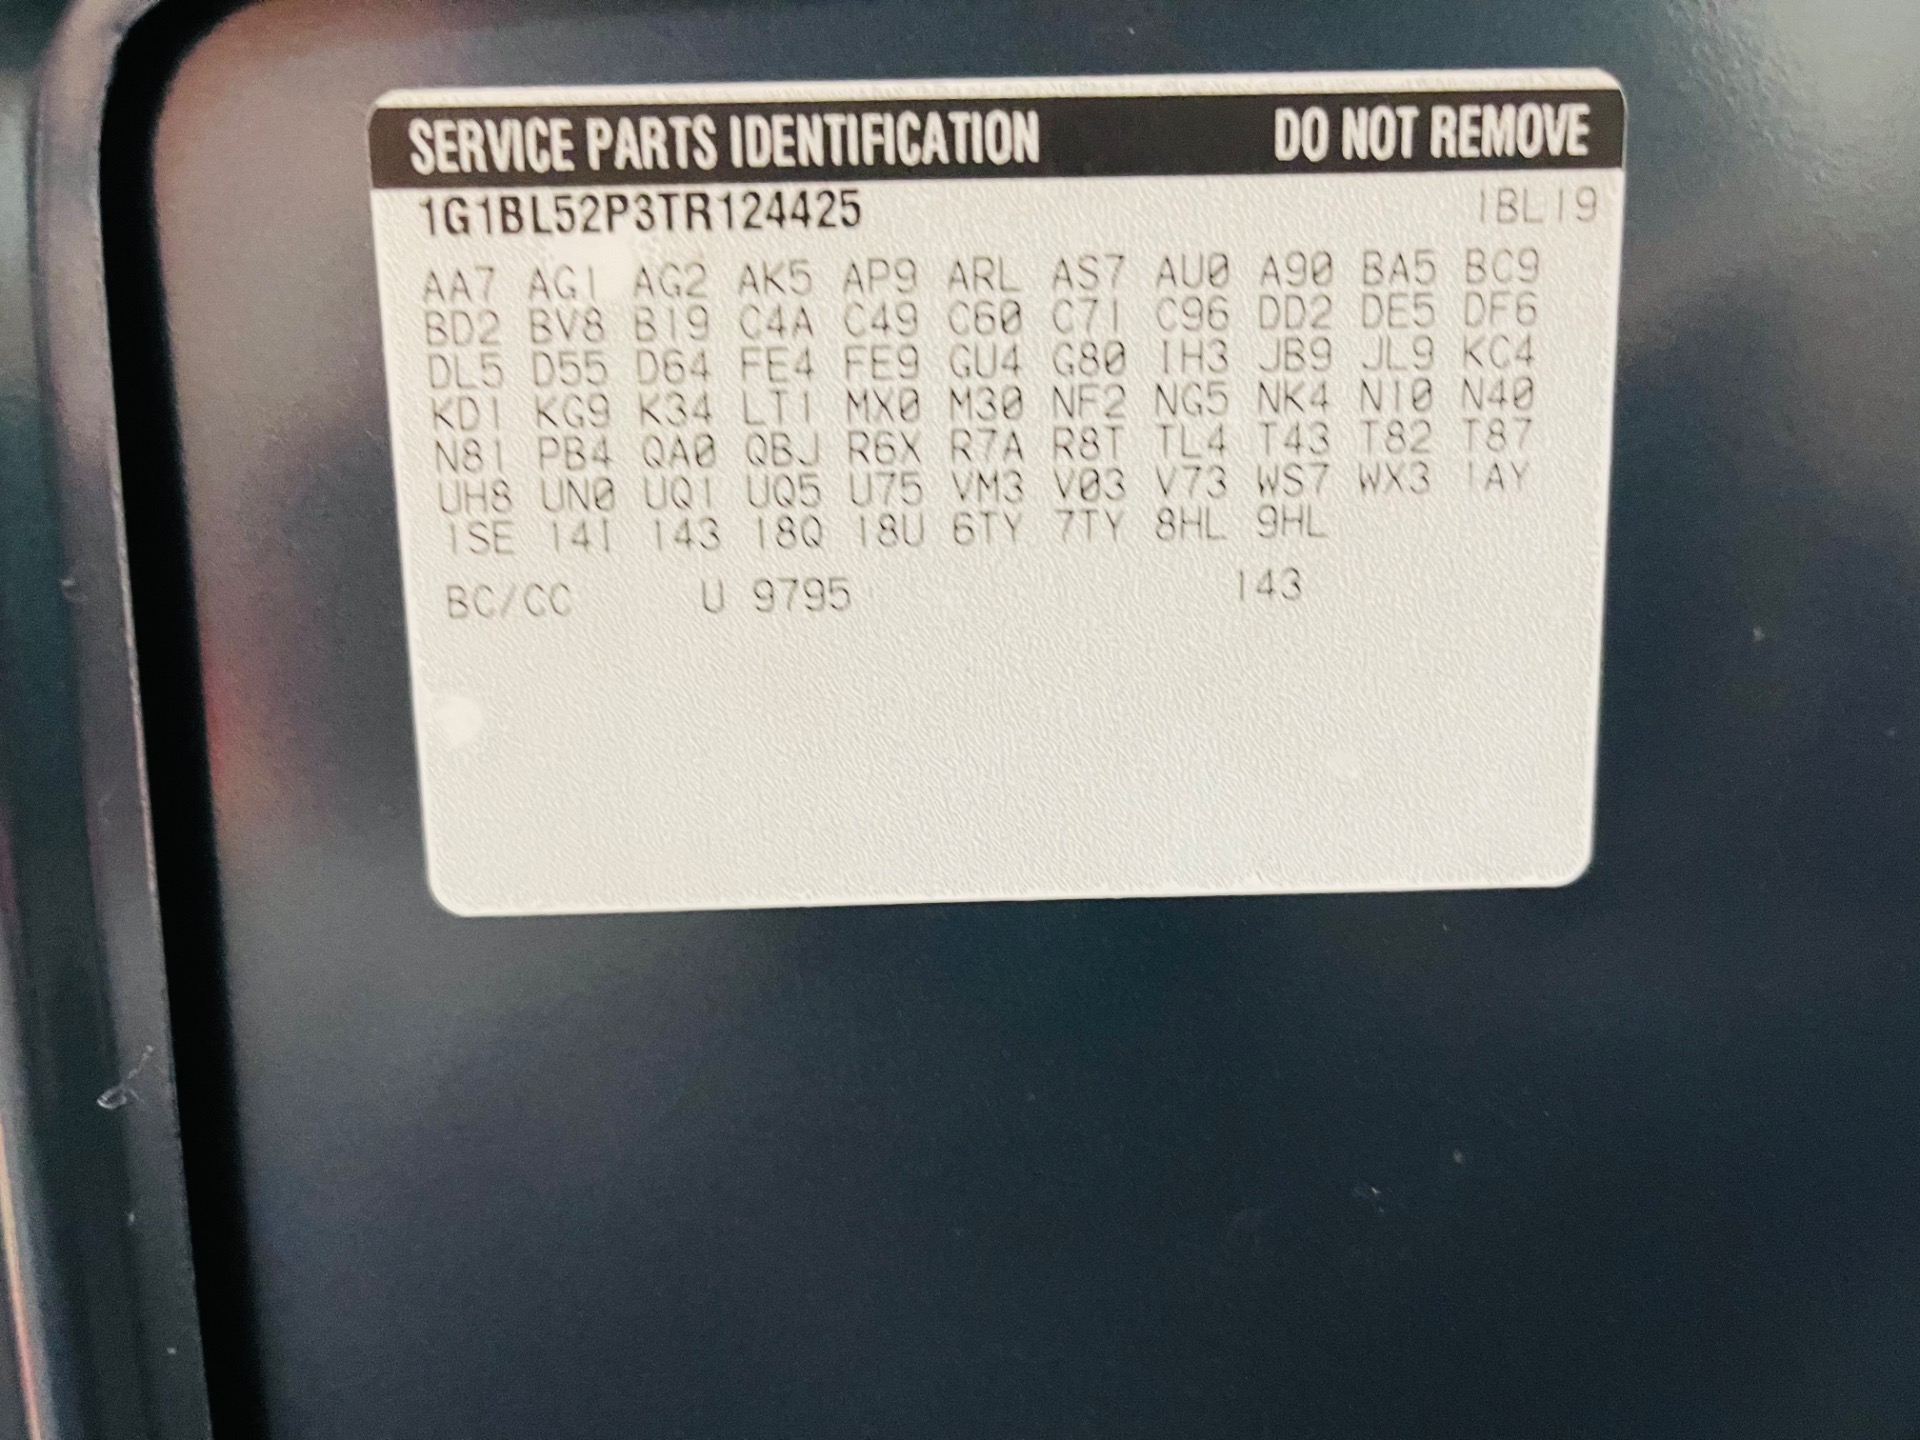 SERVICE PARTS IDENTIFICATION DO NOT REMOVE
1G1BL52P3TR124425 1BL19
AA7 AG1 AG2 AK5 AP9 ARL AS7 AU0 A90 BA5 BC9
BD2 BV8 B19 C4A C49 C60 C71 C96 DD2 DE5 DF6
DL5 D55 D64 FE4 FE9 GU4 G80 IH3 JB9 JL9 KC4
KD1 KG9 K34 LT1 MX0 M30 NF2 NG5 NK4 N10 N40
N81 PB4 QA0 QBJ R6X R7A R8T TL4 T43 T82 T87
UH8 UN0 UQ1 UQ5 U75 VM3 V03 V73 WS7 WX3 1AY
1SE 14I 143 18Q 18U 6TY 7TY 8HL 9HL
BC/CC U 9795 143